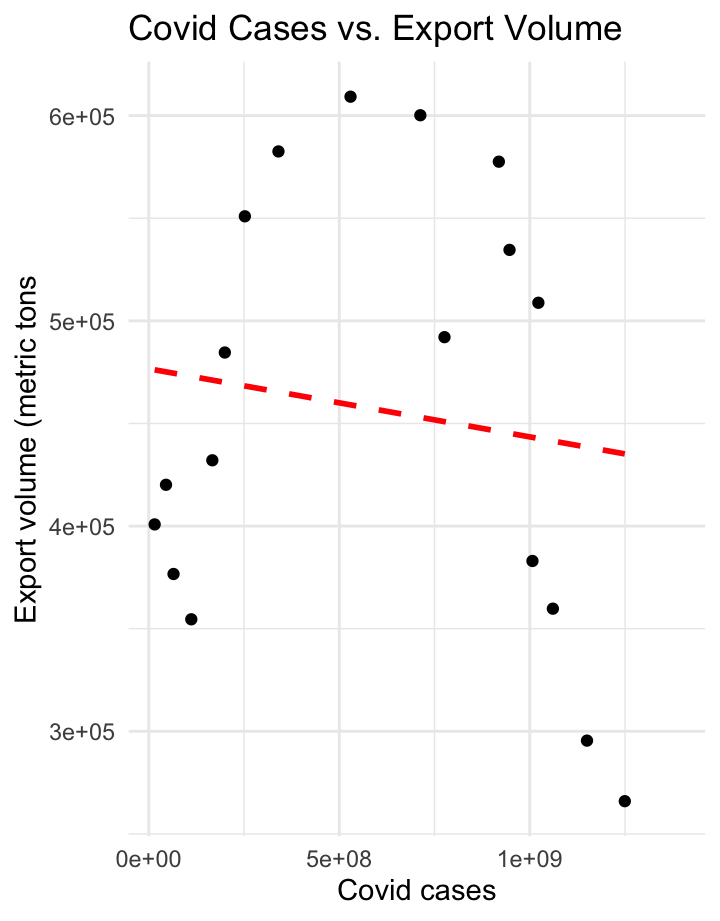 Covid Cases vs. Export Volume
Export volume (metric tons
6e+05
5e+05
4e+05
3e+05
0e+00 5e+08 1e+09
Covid cases